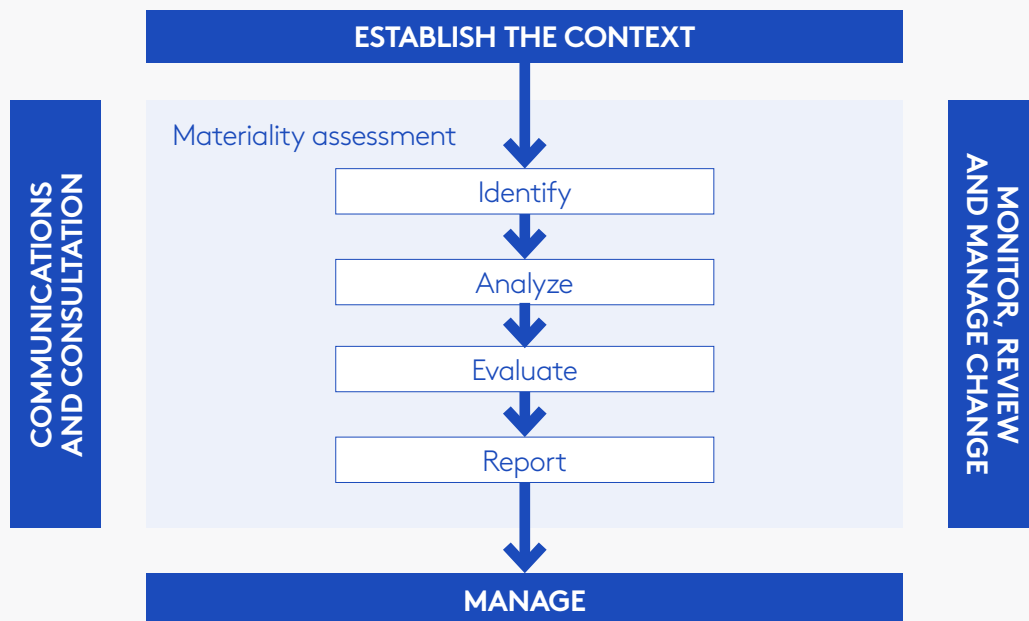 ESTABLISH THE CONTEXT
COMMUNICATIONS
AND CONSULTATION
Materiality assessment
Identify
Analyze
Evaluate
Report
MONITOR, REVIEW
AND MANAGE CHANGE
MANAGE